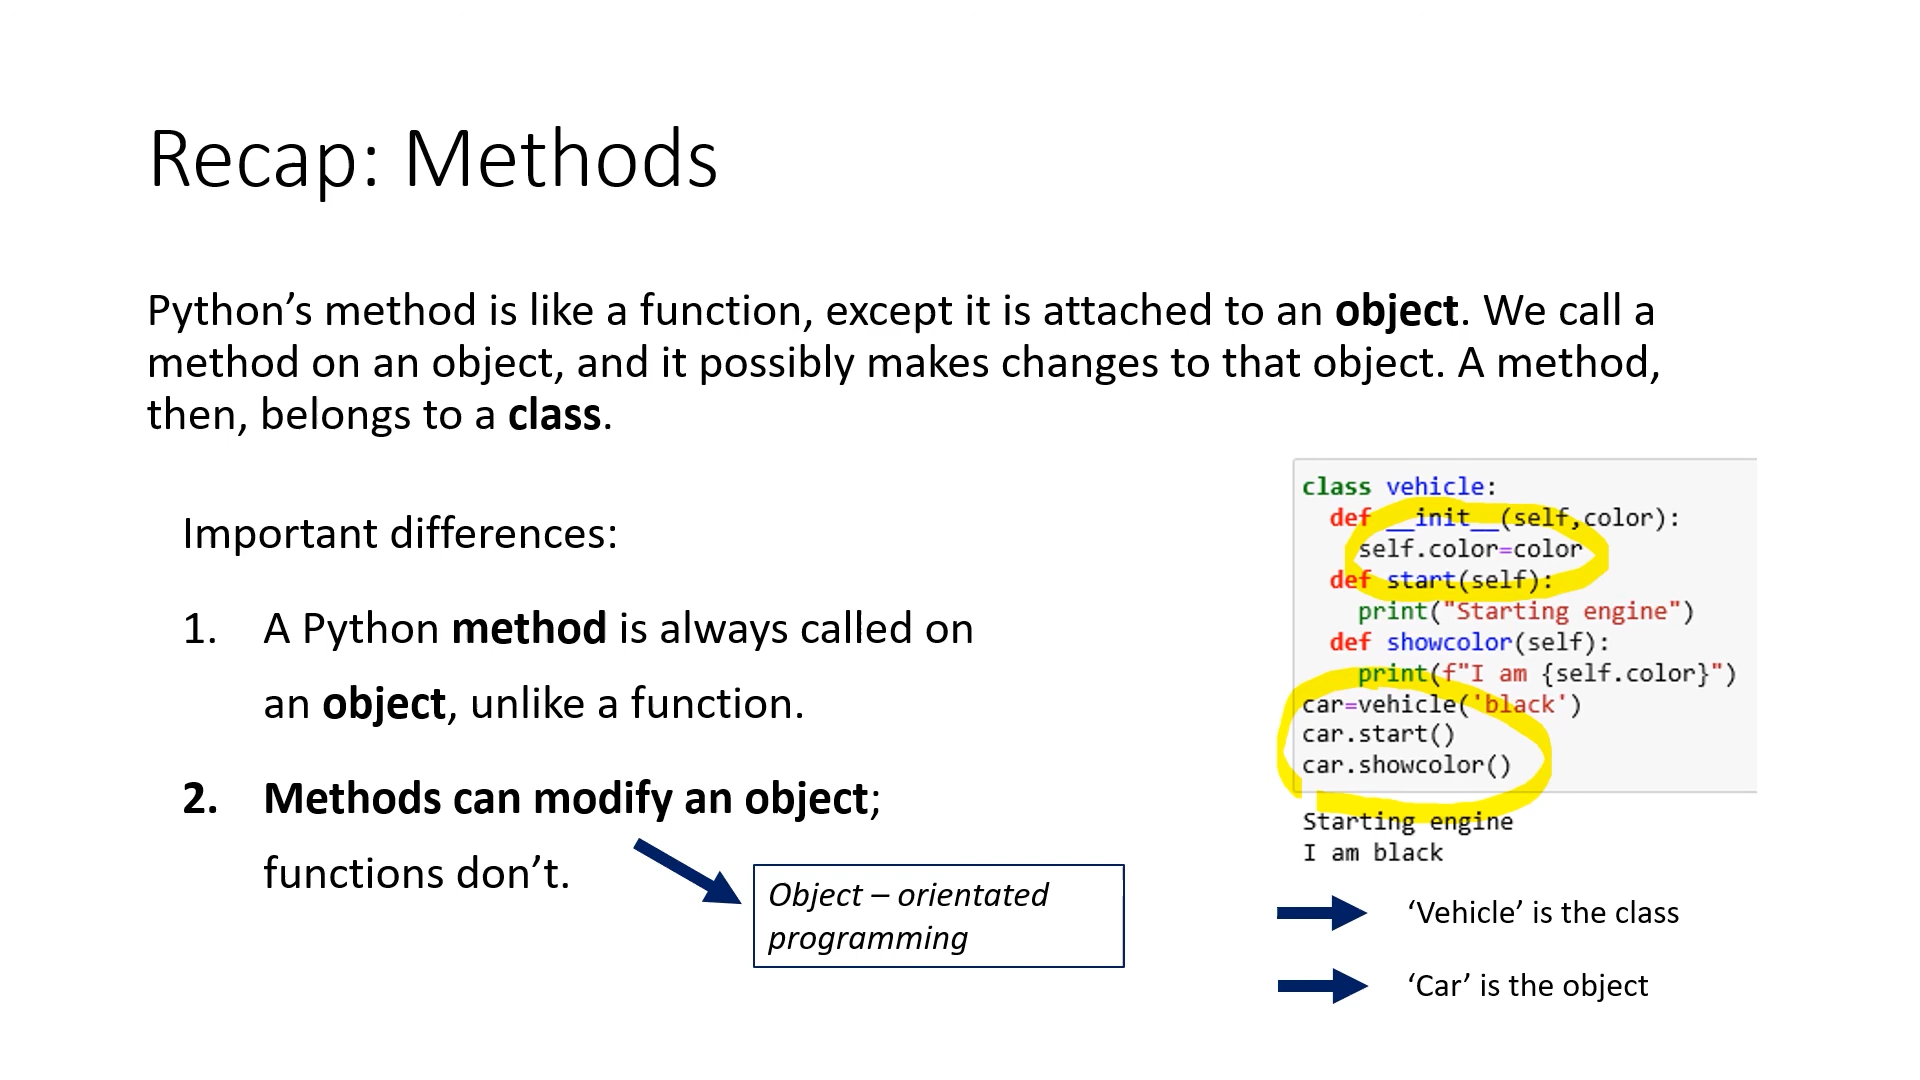 Recap: Methods
Python’s method is like a function, except it is attached to an object. We call a
method on an object, and it possibly makes changes to that object. A method,
then, belongs to a class.
Important differences:
1. A Python method is always called on
an object, unlike a function.
2. Methods can modify an object;
functions don’t.
Object – orientated
programming
class vehicle:
  def __init__(self,color):
    self.color=color
  def start(self):
    print("Starting engine")
  def showcolor(self):
    print(f"I am {self.color}")
car=vehicle('black')
car.start()
car.showcolor()
Starting engine
I am black
‘Vehicle’ is the class
‘Car’ is the object